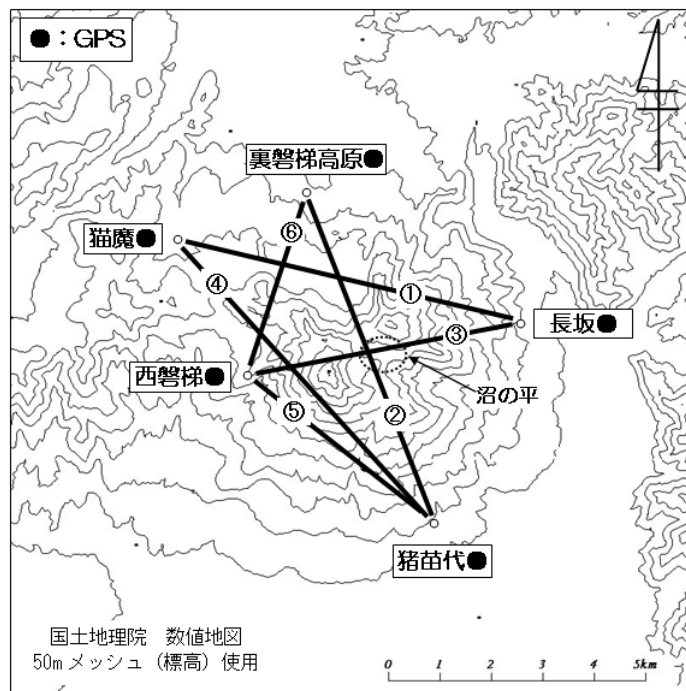 ●：GPS
裏磐梯高原●
猫魔●
⑥
④
①
長坂●
③
西磐梯●
沼の平
⑤
②
猪苗代●
国土地理院 数値地図
50mメッシュ（標高）使用
0 1 2 3 4 5km